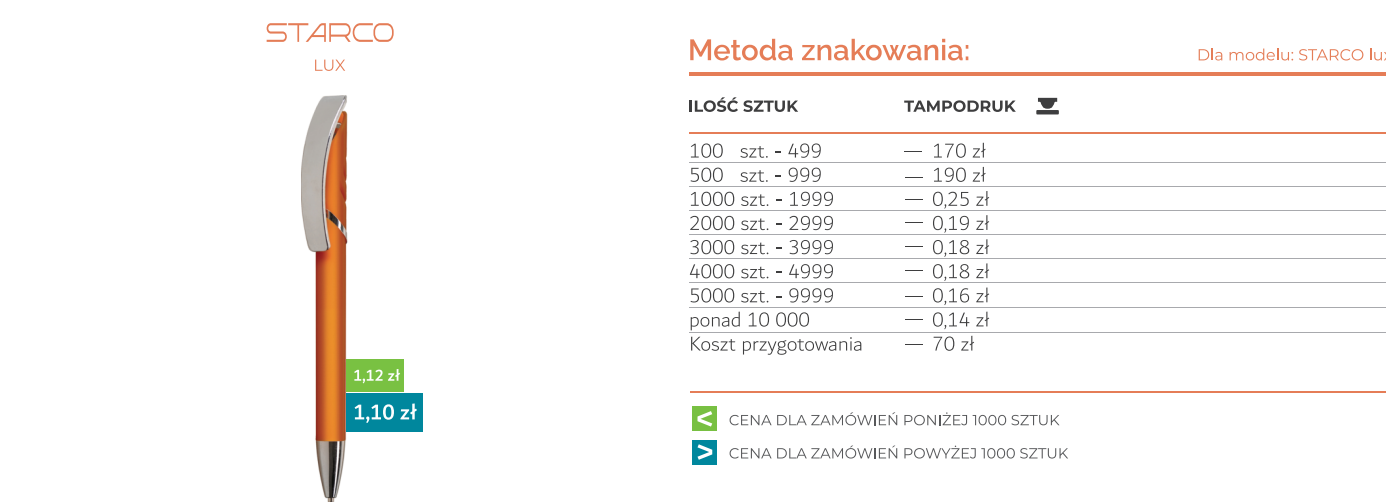 STARCO
LUX
1,12 zł
1,10 zł
Metoda znakowania:
Dla modelu: STARCO lux
ILOŚĆ SZTUK TAMPODRUK
100 szt. - 499 — 170 zł
500 szt. - 999 — 190 zł
1000 szt. - 1999 — 0,25 zł
2000 szt. - 2999 — 0,19 zł
3000 szt. - 3999 — 0,18 zł
4000 szt. - 4999 — 0,18 zł
5000 szt. - 9999 — 0,16 zł
ponad 10 000 — 0,14 zł
Koszt przygotowania — 70 zł
< CENA DLA ZAMÓWIEŃ PONIŻEJ 1000 SZTUK
> CENA DLA ZAMÓWIEŃ POWYŻEJ 1000 SZTUK